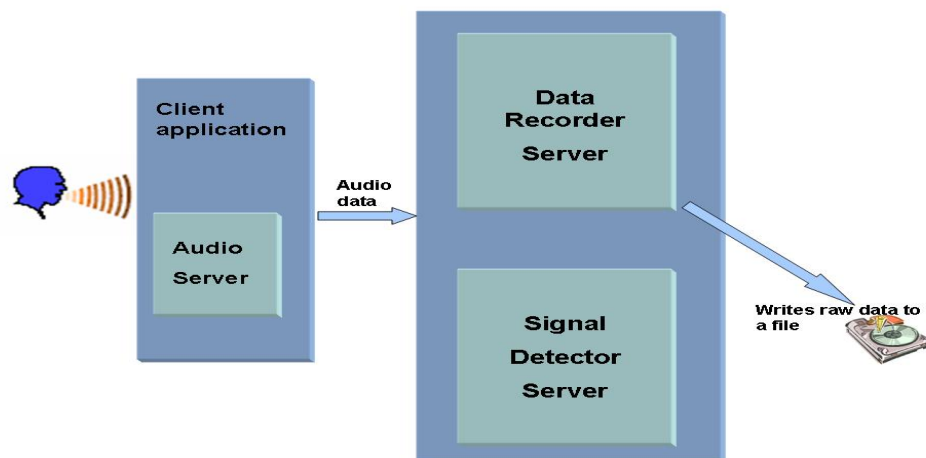 Client
application
Audio
Server
Audio
data
Data
Recorder
Server
Signal
Detector
Server
Writes raw data to
a file